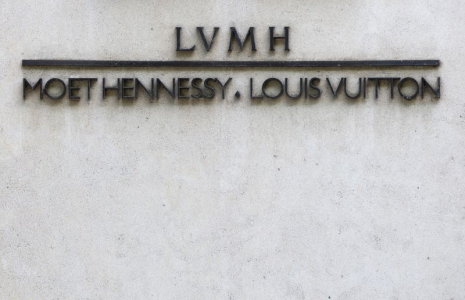 LVMH
MOET HENNESSY . LOUIS VUITTON